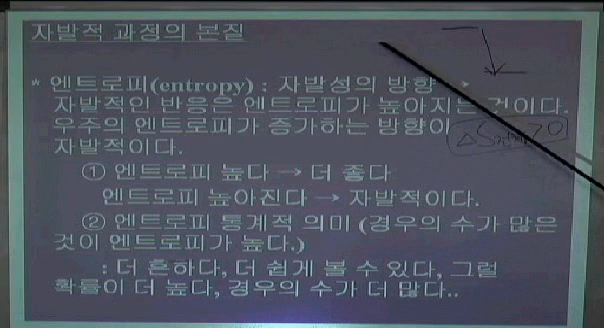 자발적 과정의 본질
* 엔트로피(entropy) : 자발성의 방향
자발적인 반응은 엔트로피가 높아지는 것이다.
우주의 엔트로피가 증가하는 방향이
자발적이다.
① 엔트로피 높다 → 더 좋다
엔트로피 높아진다 → 자발적이다.
② 엔트로피 통계적 의미 (경우의 수가 많은
것이 엔트로피가 높다.)
: 더 흔하다, 더 쉽게 볼 수 있다, 그럴
확률이 더 높다, 경우의 수가 더 많다..